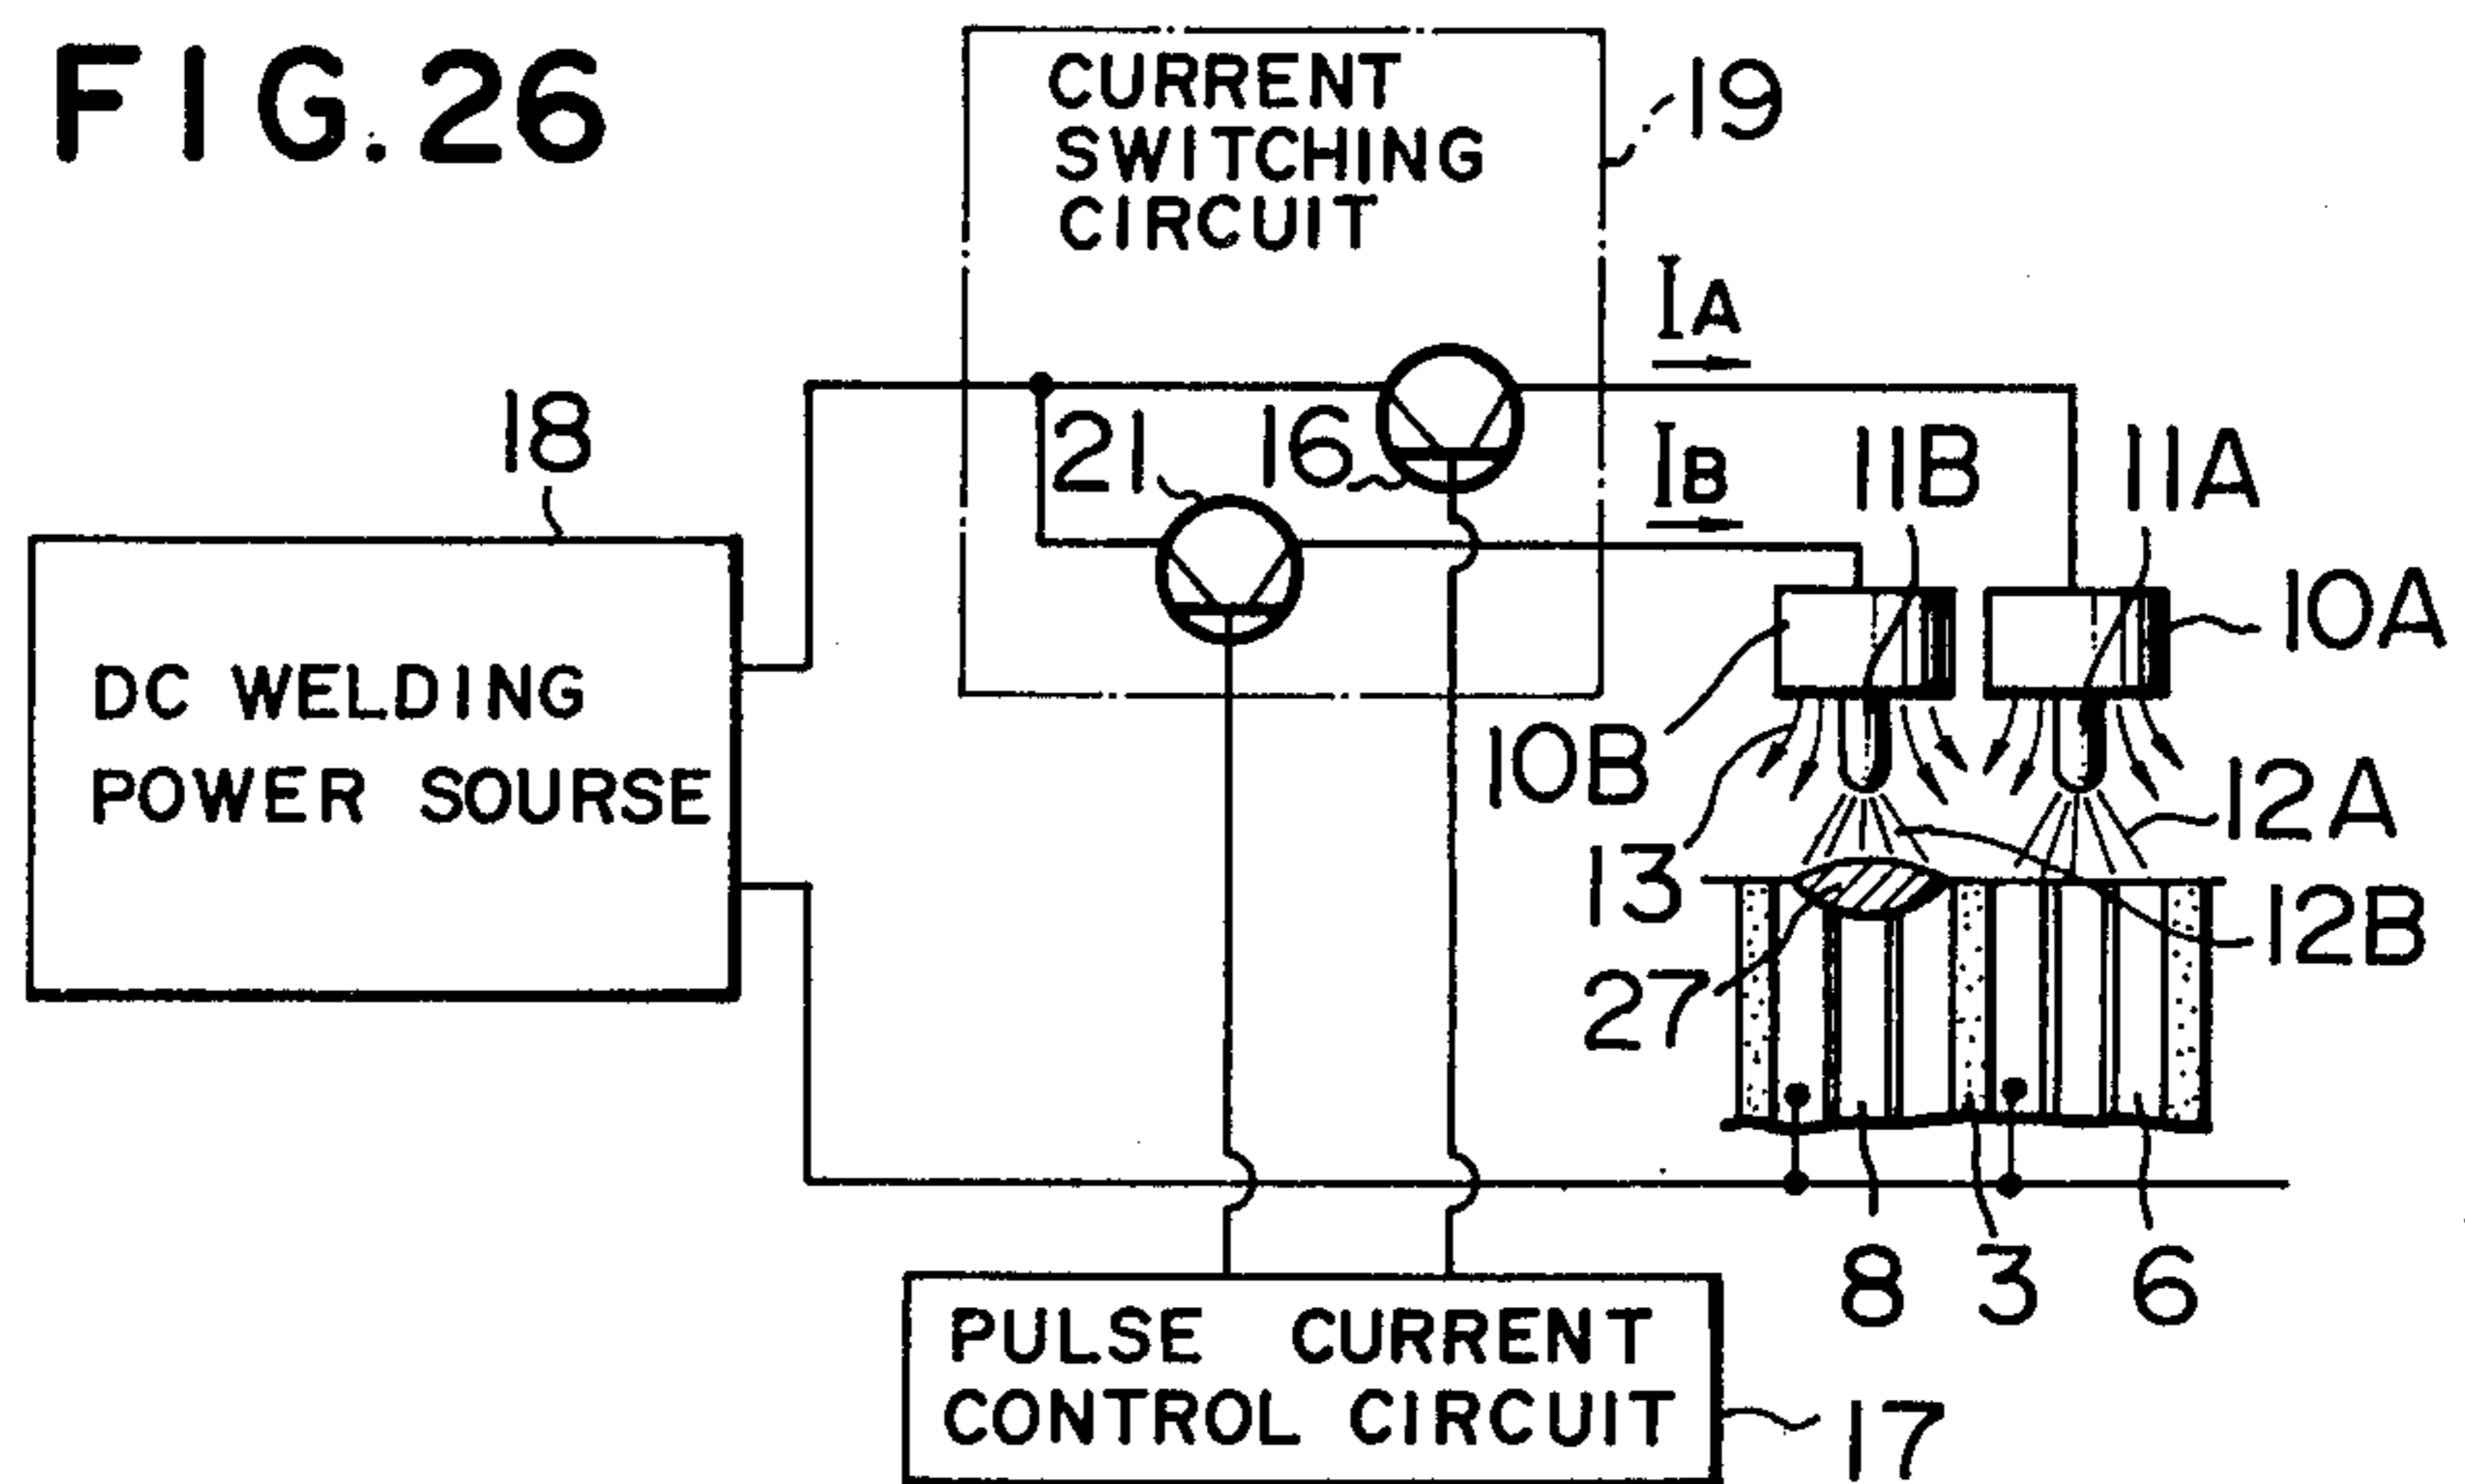 FIG.26
CURRENT
SWITCHING
CIRCUIT
19
IA
18
21
16
IB
11B
11A
10A
DC WELDING
POWER SOURSE
10B
12A
13
12B
27
8
3
6
PULSE CURRENT
CONTROL CIRCUIT
17